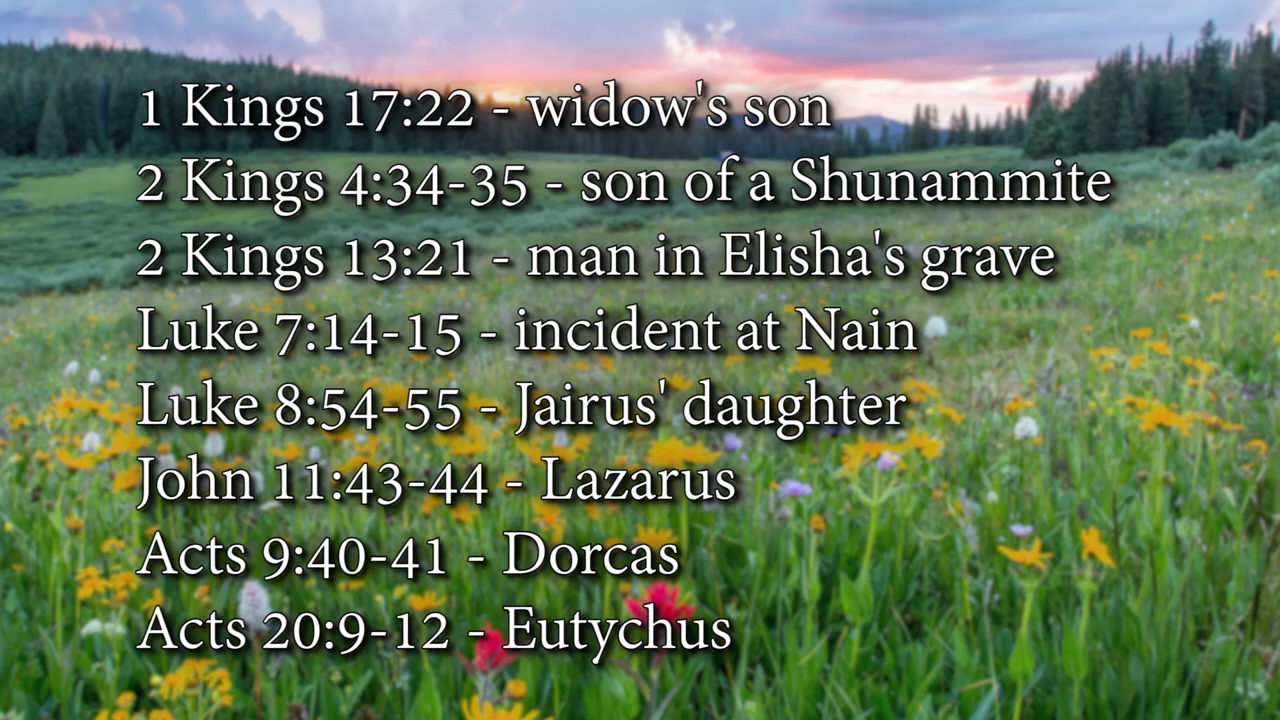 1 Kings 17:22 - widow's son
2 Kings 4:34-35 - son of a Shunammite
2 Kings 13:21 - man in Elisha's grave
Luke 7:14-15 - incident at Nain
Luke 8:54-55 - Jairus' daughter
John 11:43-44 - Lazarus
Acts 9:40-41 - Dorcas
Acts 20:9-12 - Eutychus